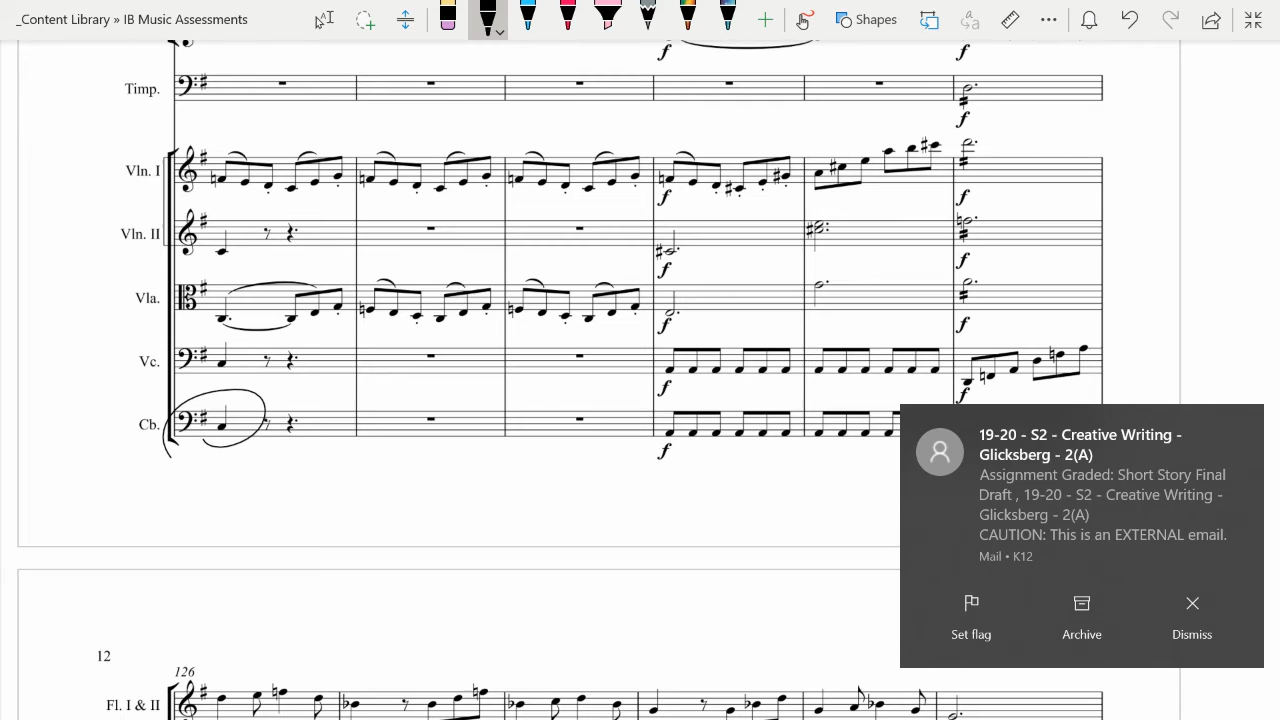 _Content Library » IB Music Assessments
Shapes
f
f
Timp.
f
Vln. I
f
f
Vln. II
f
f
Vla.
f
f
Vc.
f
f
Cb.
f
19-20 - S2 - Creative Writing -
Glicksberg - 2(A)
Assignment Graded: Short Story Final
Draft , 19-20 - S2 - Creative Writing -
Glicksberg - 2(A)
CAUTION: This is an EXTERNAL email.
Mail • K12
Set flag
Archive
Dismiss
12
126
Fl. I & II